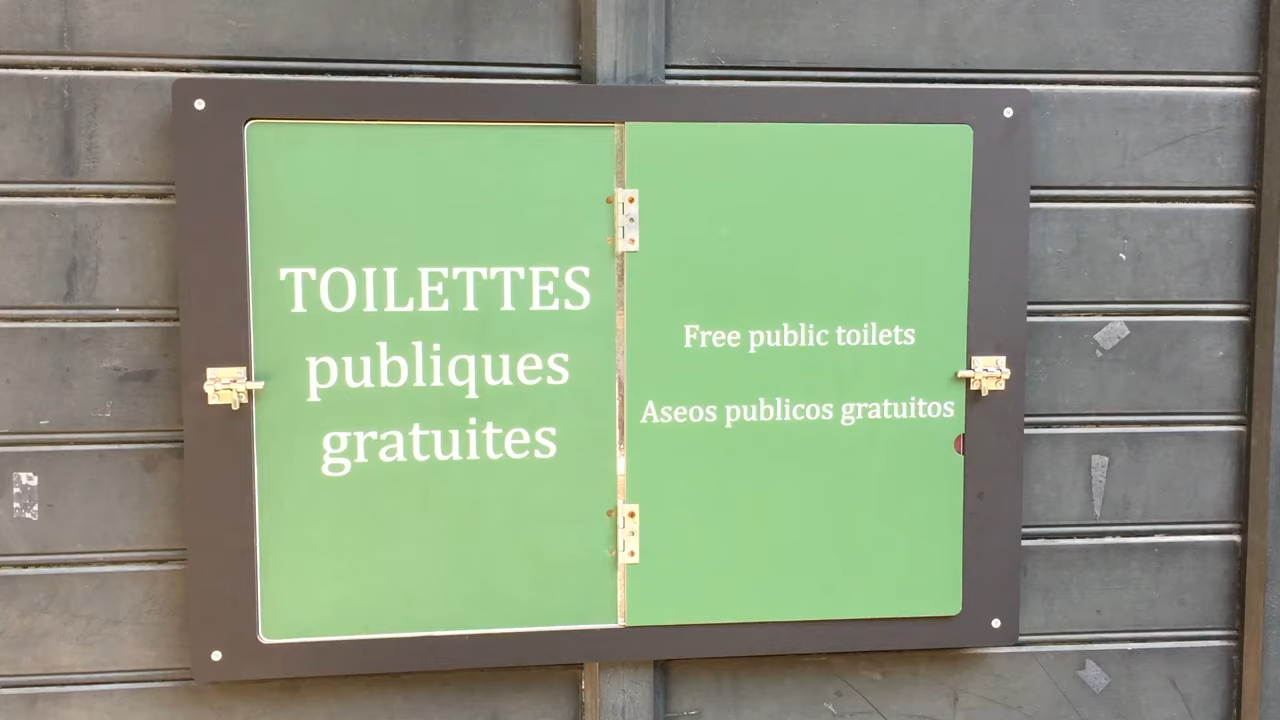 TOILETTES
publiques
gratuites
Free public toilets
Aseos publicos gratuitos